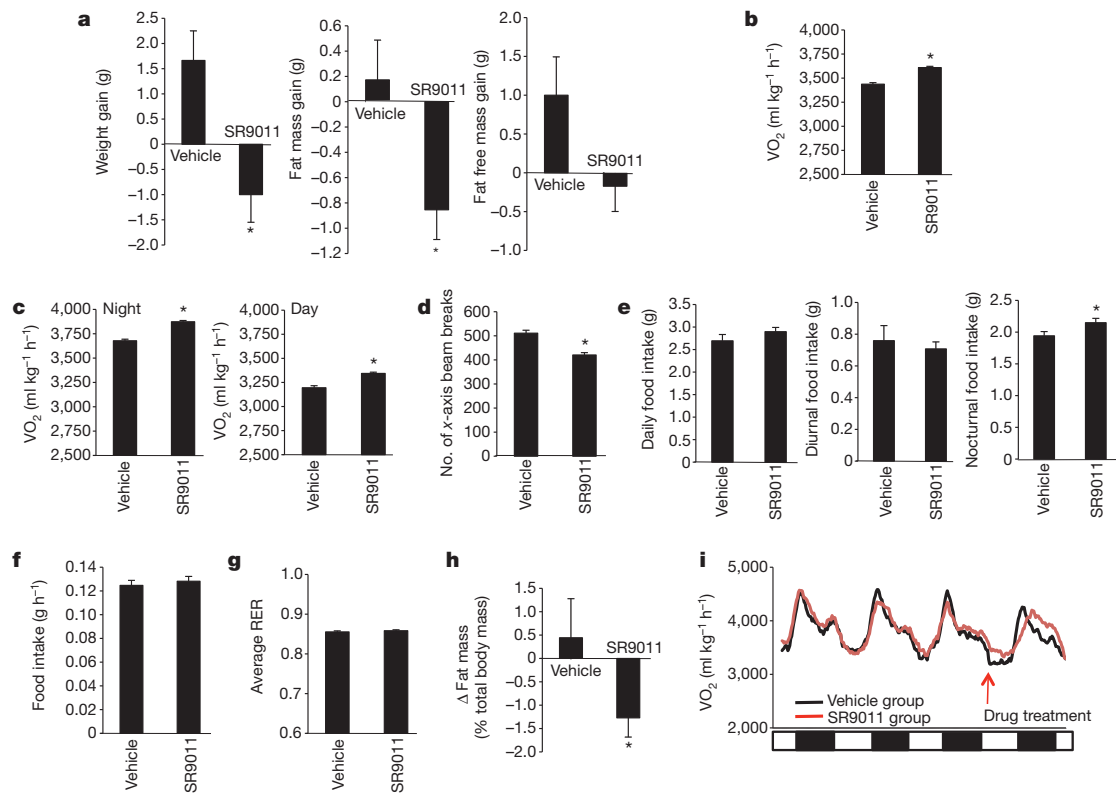 a
Weight gain (g)
2.5
2.0
1.5
1.0
0.5
0
–0.5
–1.0
–1.5
–2.0
Vehicle
SR9011
*
Fat mass gain (g)
0.6
0.4
0.2
0
–0.2
–0.4
–0.6
–0.8
–1.0
–1.2
Vehicle
SR9011
*
Fat free mass gain (g)
2.0
1.5
1.0
0.5
0
–0.5
1.0
Vehicle
SR9011
b
VO2 (ml kg–1 h–1)
4,000
3,750
3,500
3,250
3,000
2,750
2,500
*
Vehicle
SR9011
c
VO2 (ml kg–1 h–1)
4,000
3,750
3,500
3,250
3,000
2,750
2,500
Night
*
Vehicle
SR9011
VO2 (ml kg–1 h–1)
4,000
3,750
3,500
3,250
3,000
2,750
2,500
Day
*
Vehicle
SR9011
d
No. of x-axis beam breaks
600
500
400
300
200
100
0
*
Vehicle
SR9011
e
Daily food intake (g)
3.5
3.0
2.5
2.0
1.5
1.0
0.5
0
Vehicle
SR9011
Diurnal food intake (g)
1.0
0.8
0.6
0.4
0.2
0
Vehicle
SR9011
Nocturnal food intake (g)
2.5
2.0
1.5
1.0
0.5
0
*
Vehicle
SR9011
f
Food intake (g h–1)
0.14
0.12
0.10
0.08
0.06
0.04
0.02
0
Vehicle
SR9011
g
Average RER
1.0
0.9
0.8
0.7
0.6
Vehicle
SR9011
h
Δ Fat mass
(% total body mass)
1.5
1.0
0.5
0
–0.5
–1.0
–1.5
–2.0
Vehicle
SR9011
*
i
VO2 (ml kg–1 h–1)
5,000
4,000
3,000
2,000
Vehicle group
SR9011 group
Drug treatment